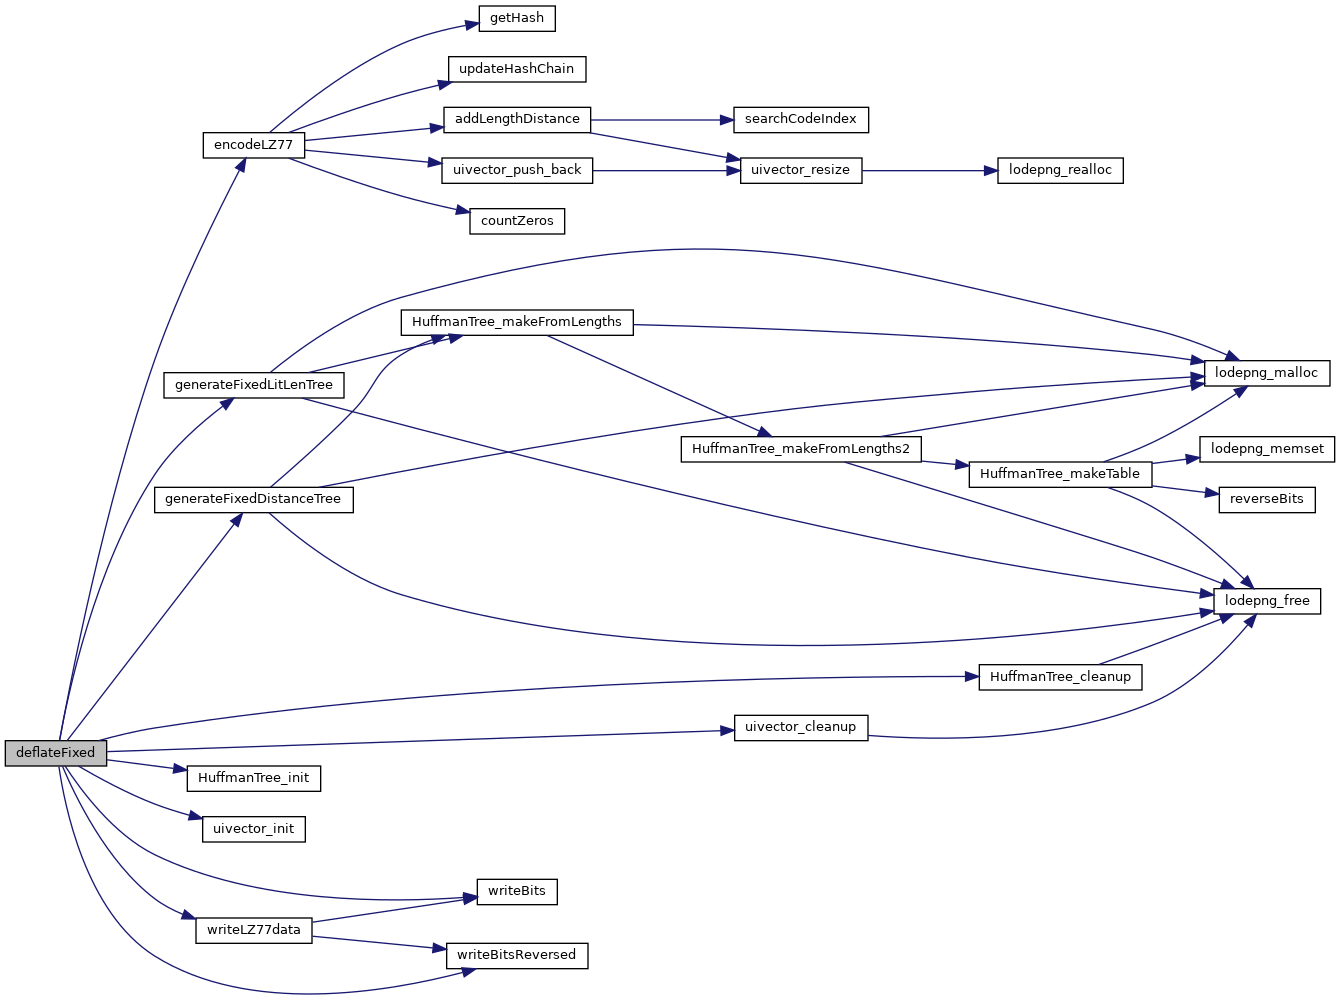 getHash
updateHashChain
addLengthDistance
searchCodeIndex
encodeLZ77
uivector_push_back
uivector_resize
lodepng_realloc
countZeros
HuffmanTree_makeFromLengths
lodepng_malloc
generateFixedLitLenTree
HuffmanTree_makeFromLengths2
lodepng_memset
HuffmanTree_makeTable
generateFixedDistanceTree
reverseBits
lodepng_free
HuffmanTree_cleanup
uivector_cleanup
deflateFixed
HuffmanTree_init
uivector_init
writeBits
writeLZ77data
writeBitsReversed